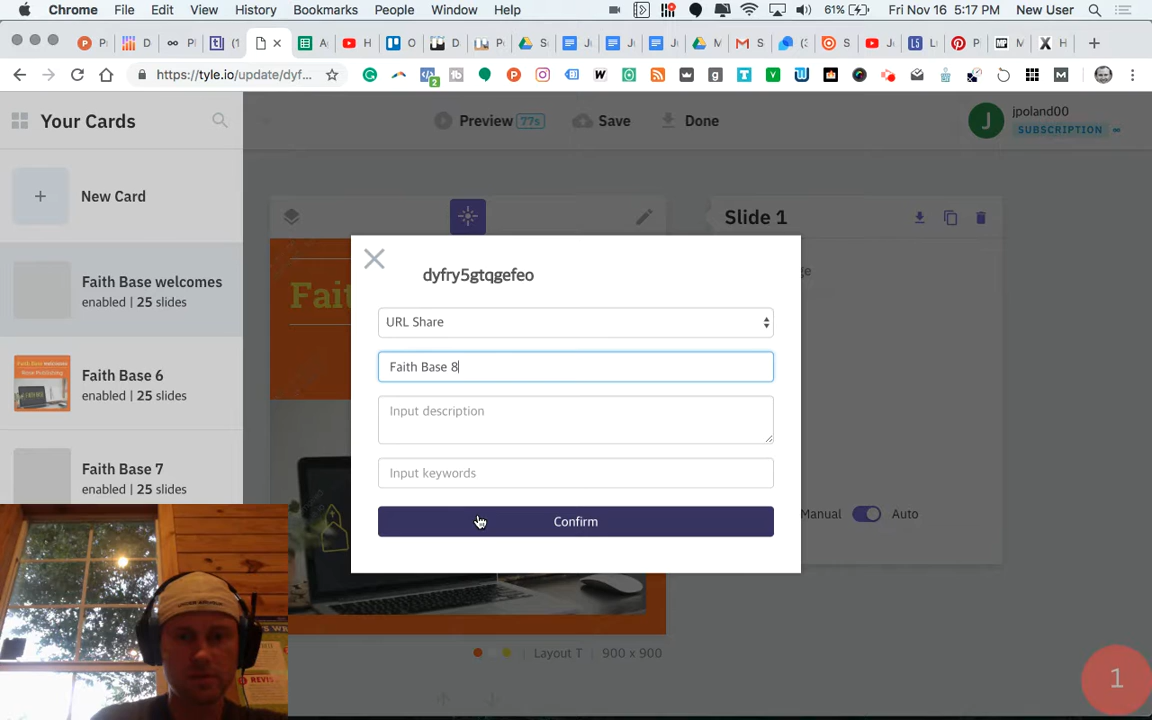 Chrome File Edit View History Bookmarks People Window Help 61% Fri Nov 16 5:17 PM New User
https://tyle.io/update/dyf...
Your Cards
Preview 77s Save Done
jpoland00
SUBSCRIPTION
New Card
Slide 1
Faith Base welcomes
enabled | 25 slides
Faith Base 6
enabled | 25 slides
Faith Base 7
enabled | 25 slides
dyfry5gtqgefeo
URL Share
Faith Base 8
Input description
Input keywords
Confirm
Manual Auto
Layout T 900 x 900
1